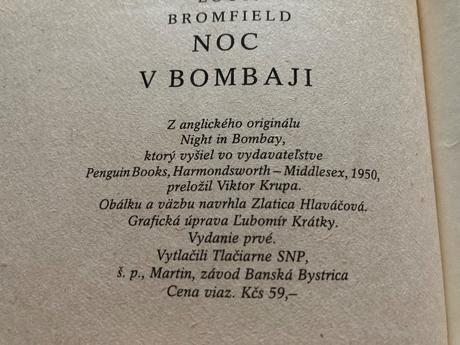 BROMFIELD
NOC
V BOMBAJI
Z anglického originálu
Night in Bombay,
ktorý vyšiel vo vydavateľstve
Penguin Books, Harmondsworth – Middlesex, 1950,
preložil Viktor Krupa.
Obálku a väzbu navrhla Zlatica Hlaváčová.
Grafická úprava Ľubomír Krátky.
Vydanie prvé.
Vytlačili Tlačiarne SNP,
š. p., Martin, závod Banská Bystrica
Cena viaz. Kčs 59,–